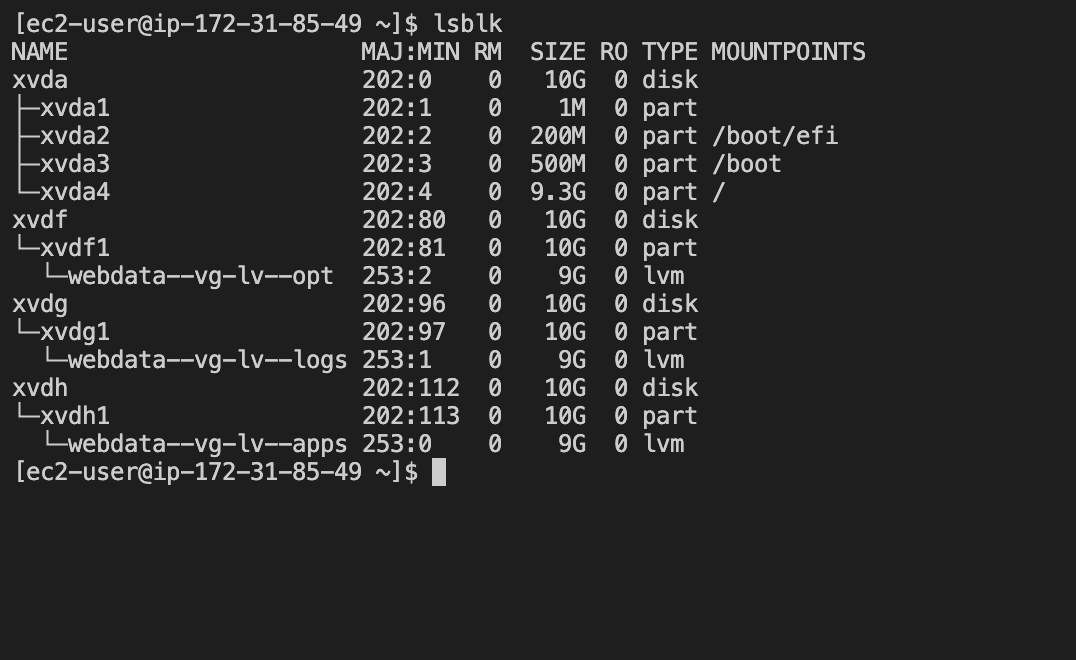 [ec2-user@ip-172-31-85-49 ~]$ lsblk
NAME                     MAJ:MIN RM  SIZE RO TYPE MOUNTPOINTS
xvda                     202:0    0   10G  0 disk
├─xvda1                  202:1    0    1M  0 part
├─xvda2                  202:2    0  200M  0 part /boot/efi
├─xvda3                  202:3    0  500M  0 part /boot
└─xvda4                  202:4    0  9.3G  0 part /
xvdf                     202:80   0   10G  0 disk
└─xvdf1                  202:81   0   10G  0 part
  └─webdata--vg-lv--opt  253:2    0    9G  0 lvm
xvdg                     202:96   0   10G  0 disk
└─xvdg1                  202:97   0   10G  0 part
  └─webdata--vg-lv--logs 253:1    0    9G  0 lvm
xvdh                     202:112  0   10G  0 disk
└─xvdh1                  202:113  0   10G  0 part
  └─webdata--vg-lv--apps 253:0    0    9G  0 lvm
[ec2-user@ip-172-31-85-49 ~]$